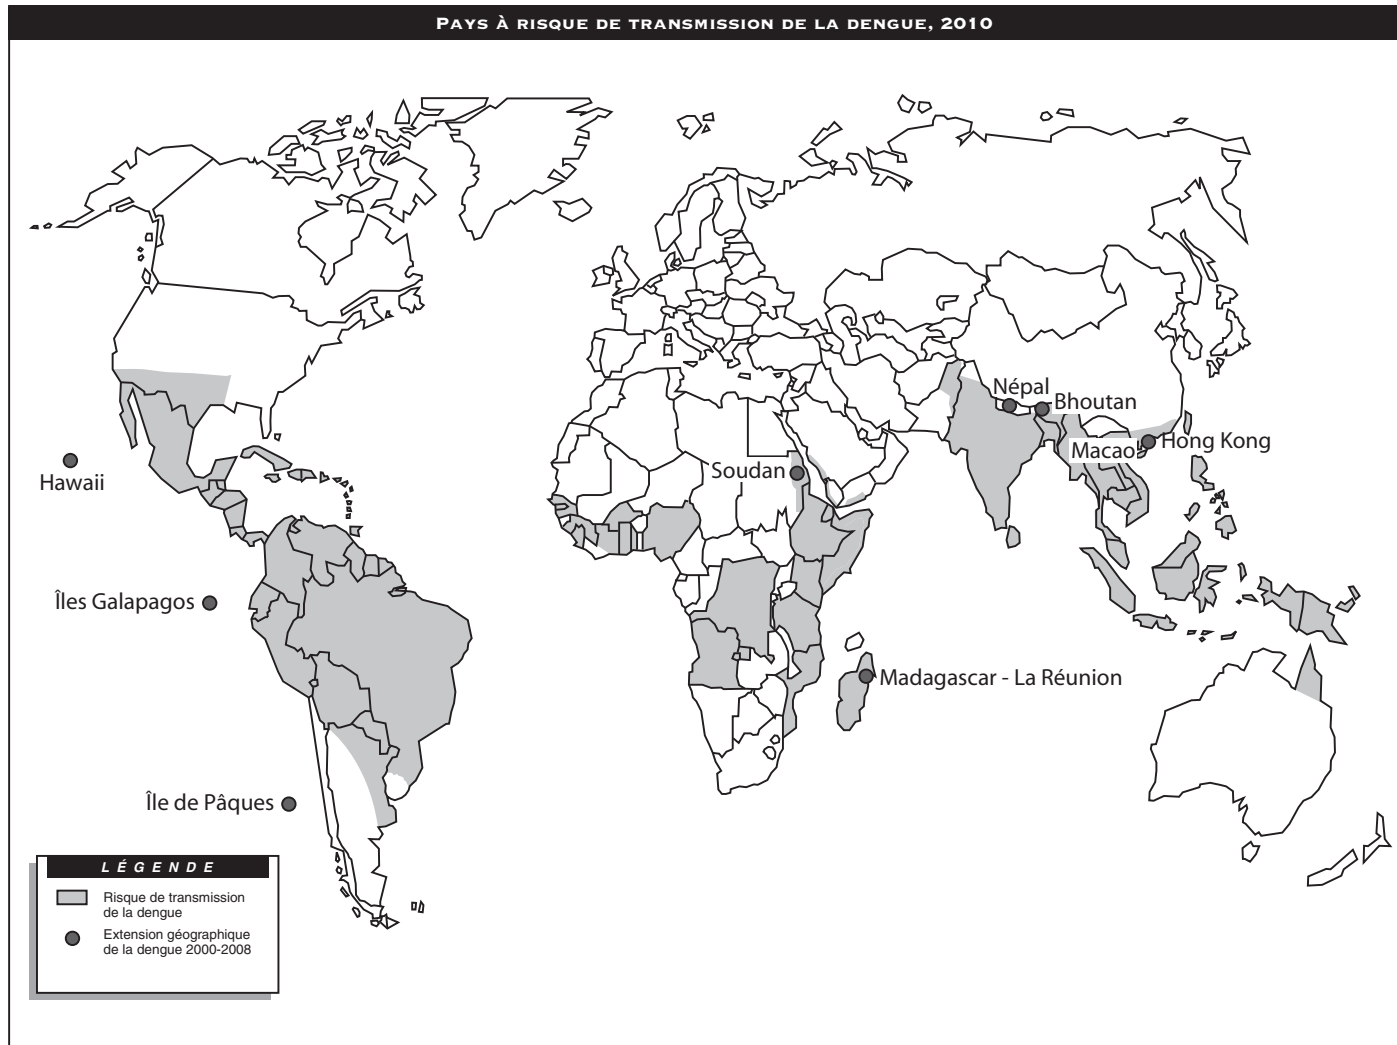 PAYS À RISQUE DE TRANSMISSION DE LA DENGUE, 2010
Népal
Bhoutan
Macao
Hong Kong
Soudan
Hawaii
Îles Galapagos
Madagascar - La Réunion
Île de Pâques
LÉGENDE
Risque de transmission
de la dengue
Extension géographique
de la dengue 2000-2008